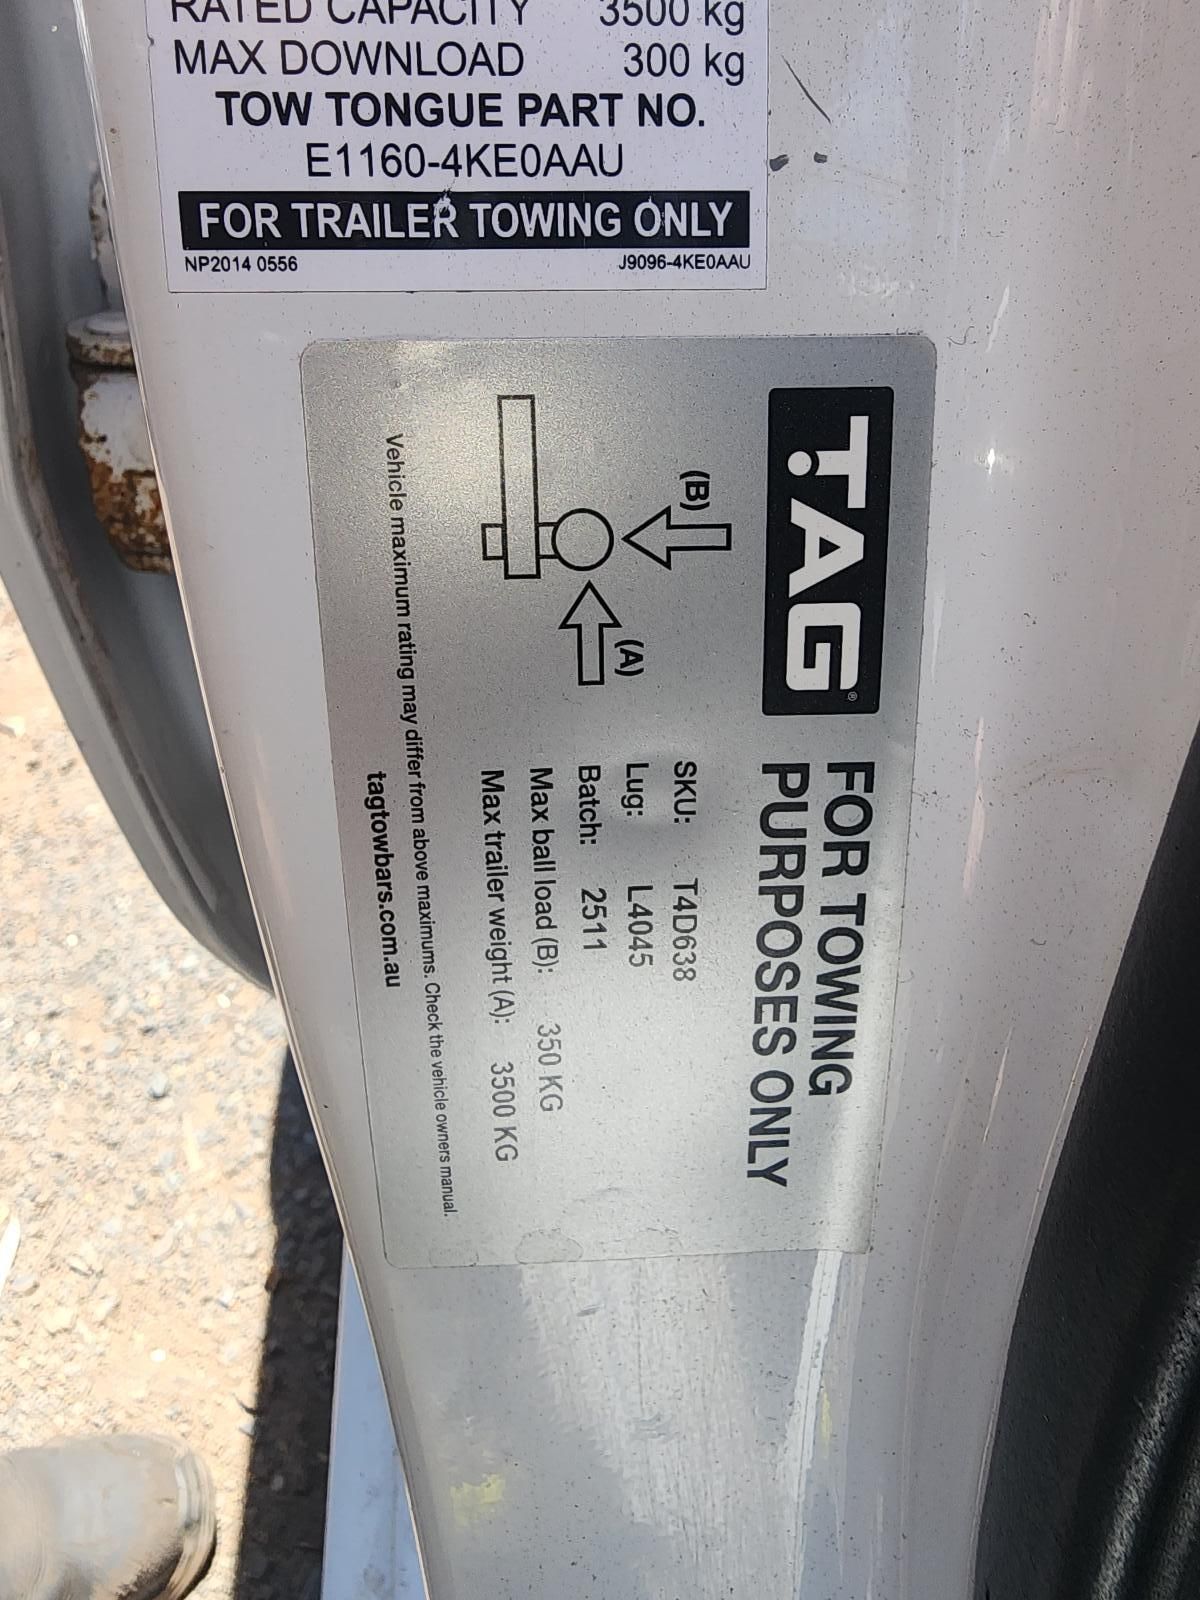 RATED CAPACITY 3500 kg
MAX DOWNLOAD 300 kg
TOW TONGUE PART NO.
E1160-4KE0AAU
FOR TRAILER TOWING ONLY
NP2014 0556 J9096-4KE0AAU
TAG®
FOR TOWING
PURPOSES ONLY
(B)
(A)
SKU: T4D638
Lug: L4045
Batch: 2511
Max ball load (B): 350 KG
Max trailer weight (A): 3500 KG
Vehicle maximum rating may differ from above maximums. Check the vehicle owners manual.
tagtowbars.com.au